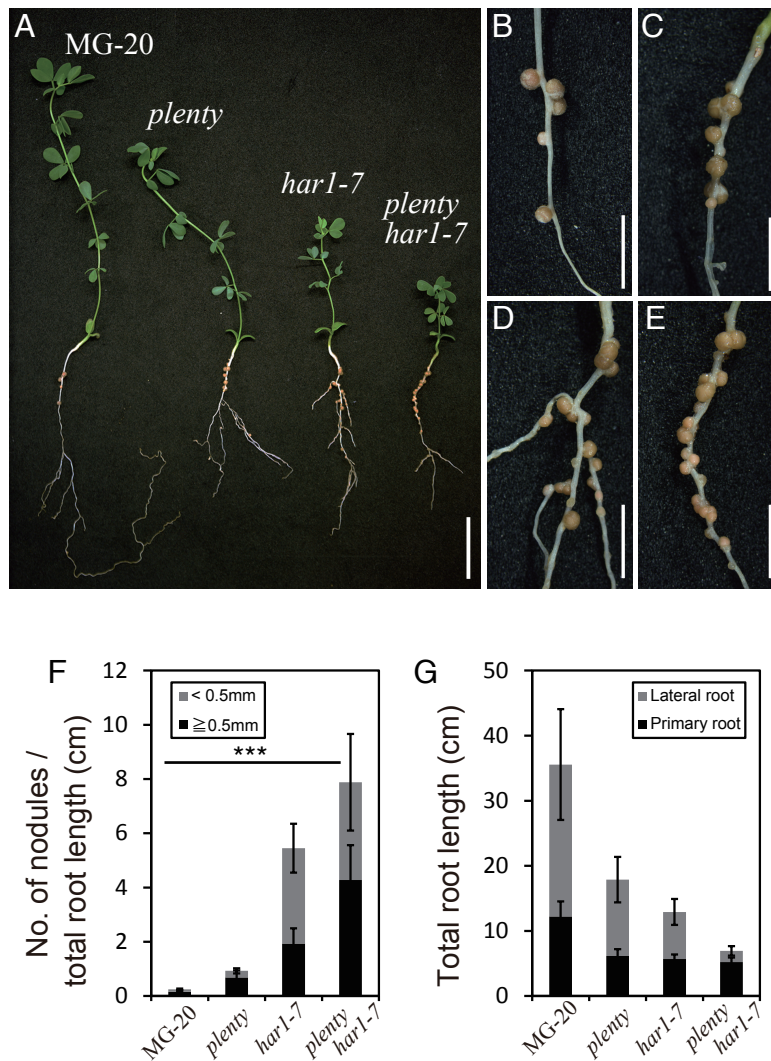 A
MG-20
plenty
har1-7
plenty
har1-7
B
C
D
E
F
No. of nodules /
total root length (cm)
12
10
8
6
4
2
0
< 0.5mm
≧0.5mm
***
MG-20
plenty
har1-7
plenty
har1-7
G
Total root length (cm)
50
40
30
20
10
0
Lateral root
Primary root
MG-20
plenty
har1-7
plenty
har1-7